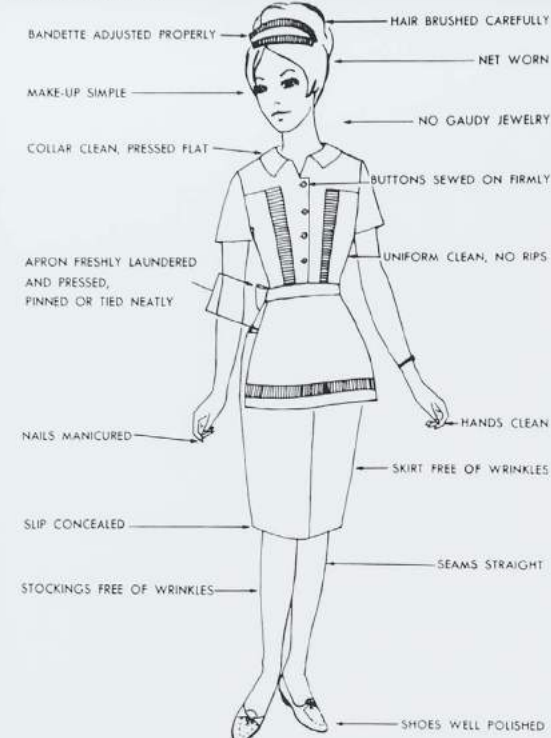 HAIR BRUSHED CAREFULLY
BANDETTE ADJUSTED PROPERLY
NET WORN
MAKE-UP SIMPLE
NO GAUDY JEWELRY
COLLAR CLEAN, PRESSED FLAT
BUTTONS SEWED ON FIRMLY
UNIFORM CLEAN, NO RIPS
APRON FRESHLY LAUNDERED
AND PRESSED,
PINNED OR TIED NEATLY
HANDS CLEAN
NAILS MANICURED
SKIRT FREE OF WRINKLES
SLIP CONCEALED
SEAMS STRAIGHT
STOCKINGS FREE OF WRINKLES
SHOES WELL POLISHED